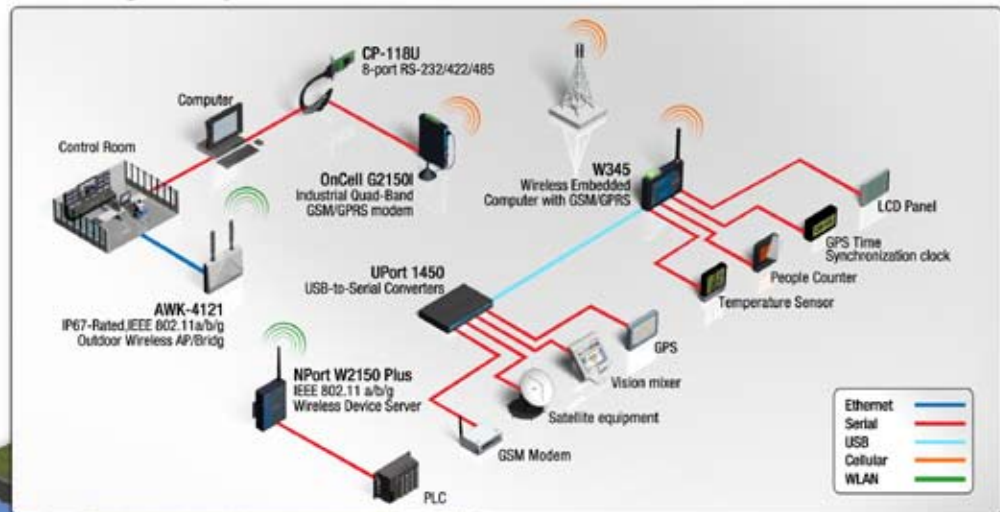 CP-118U
8-port RS-232/422/485
Computer
Control Room
OnCell G2150I
Industrial Quad-Band
GSM/GPRS modem
W345
Wireless Embedded
Computer with GSM/GPRS
LCD Panel
GPS Time
Synchronization clock
People Counter
Temperature Sensor
UPort 1450
USB-to-Serial Converters
AWK-4121
IP67-Rated,IEEE 802.11a/b/g
Outdoor Wireless AP/Bridg
GPS
Vision mixer
Satellite equipment
GSM Modem
NPort W2150 Plus
IEEE 802.11 a/b/g
Wireless Device Server
PLC
Ethernet
Serial
USB
Cellular
WLAN